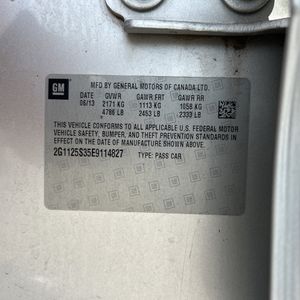 GM
MFD BY GENERAL MOTORS OF CANADA LTD.
DATE GVWR GAWR FRT GAWR RR
06/13 2171 KG 1113 KG 1058 KG
4786 LB 2453 LB 2333 LB
THIS VEHICLE CONFORMS TO ALL APPLICABLE U.S. FEDERAL MOTOR
VEHICLE SAFETY, BUMPER, AND THEFT PREVENTION STANDARDS IN
EFFECT ON THE DATE OF MANUFACTURE SHOWN ABOVE.
2G1125S35E9114827
TYPE: PASS CAR